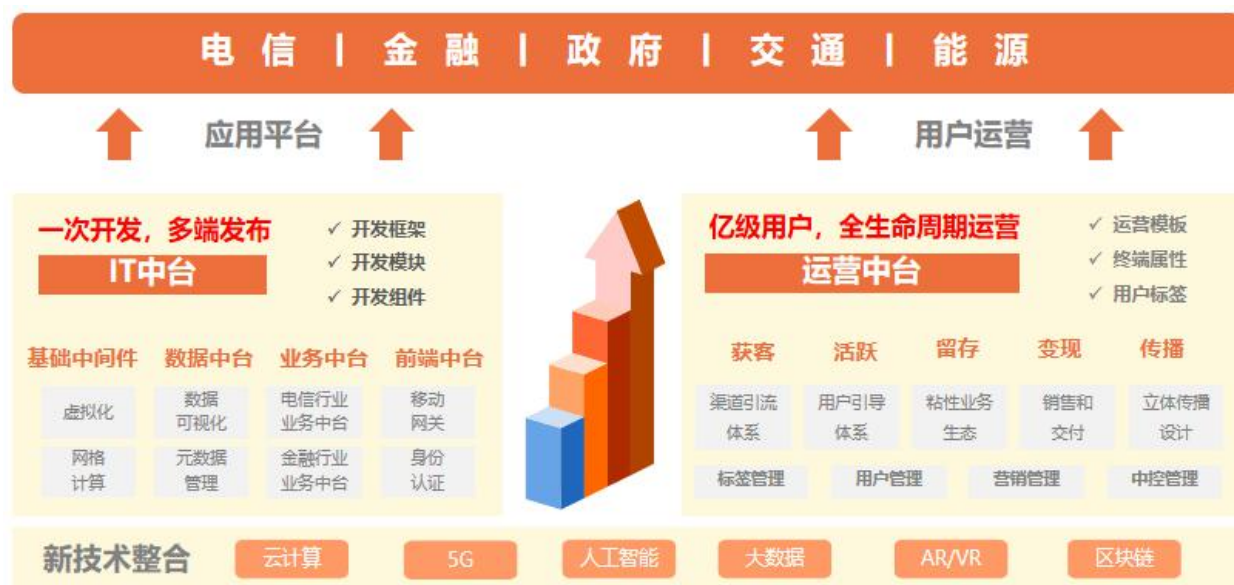 电信 | 金融 | 政府 | 交通 | 能源
应用平台
用户运营
一次开发，多端发布
IT中台
✓ 开发框架
✓ 开发模块
✓ 开发组件
基础中间件 数据中台 业务中台 前端中台
虚拟化
数据
可视化
电信行业
业务中台
移动
网关
网格
计算
元数据
管理
金融行业
业务中台
身份
认证
亿级用户，全生命周期运营
运营中台
✓ 运营模板
✓ 终端属性
✓ 用户标签
获客 活跃 留存 变现 传播
渠道引流
体系
用户引导
体系
粘性业务
生态
销售和
交付
立体传播
设计
标签管理 用户管理 营销管理 中控管理
新技术整合 云计算 5G 人工智能 大数据 AR/VR 区块链